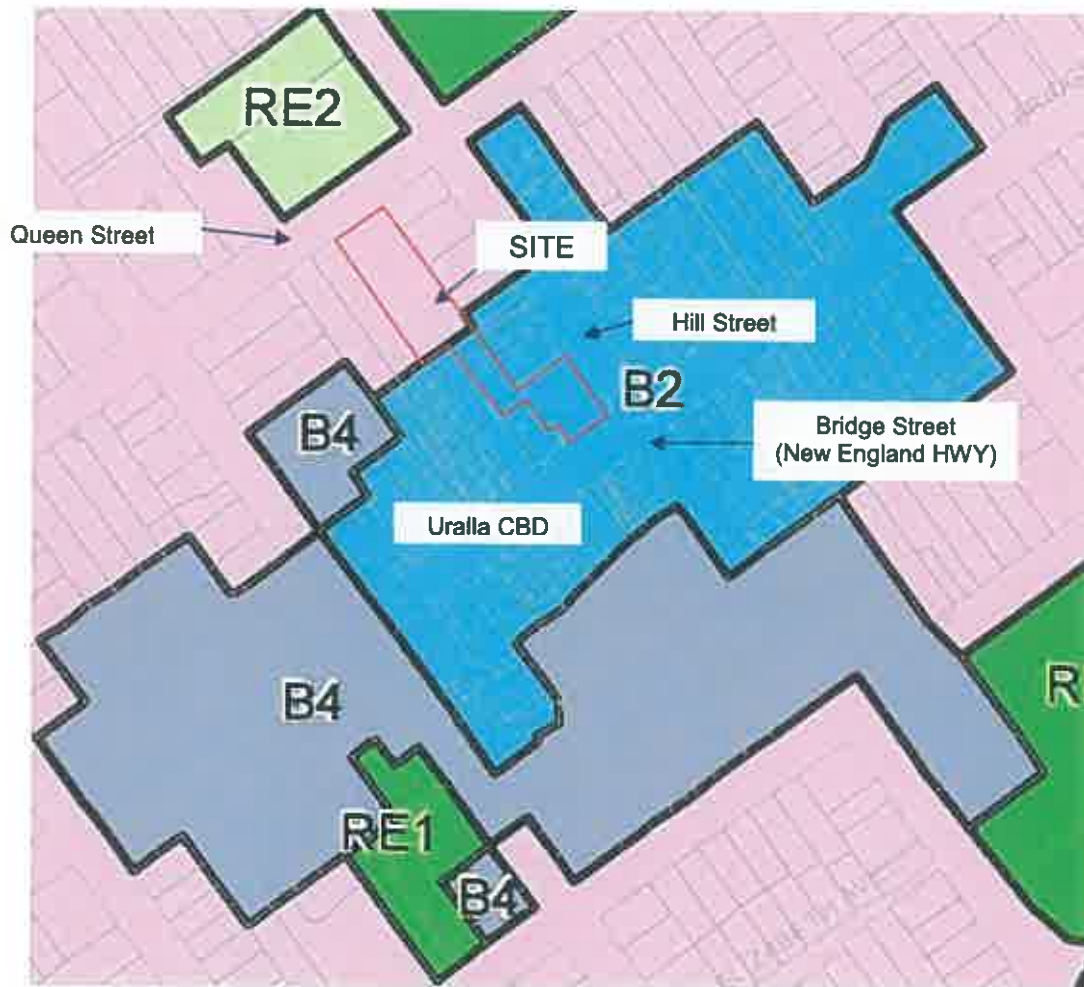 RE2
Queen Street
SITE
Hill Street
B2
B4
Bridge Street
(New England HWY)
Uralla CBD
B4
R
RE1
B4